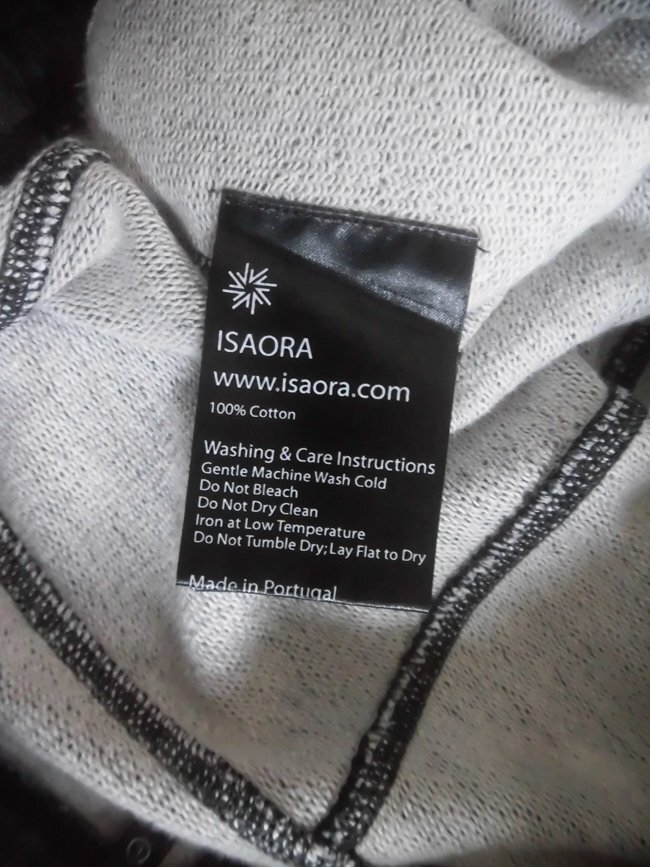 ISAORA
www.isaora.com
100% Cotton
Washing & Care Instructions
Gentle Machine Wash Cold
Do Not Bleach
Do Not Dry Clean
Iron at Low Temperature
Do Not Tumble Dry; Lay Flat to Dry
Made in Portugal